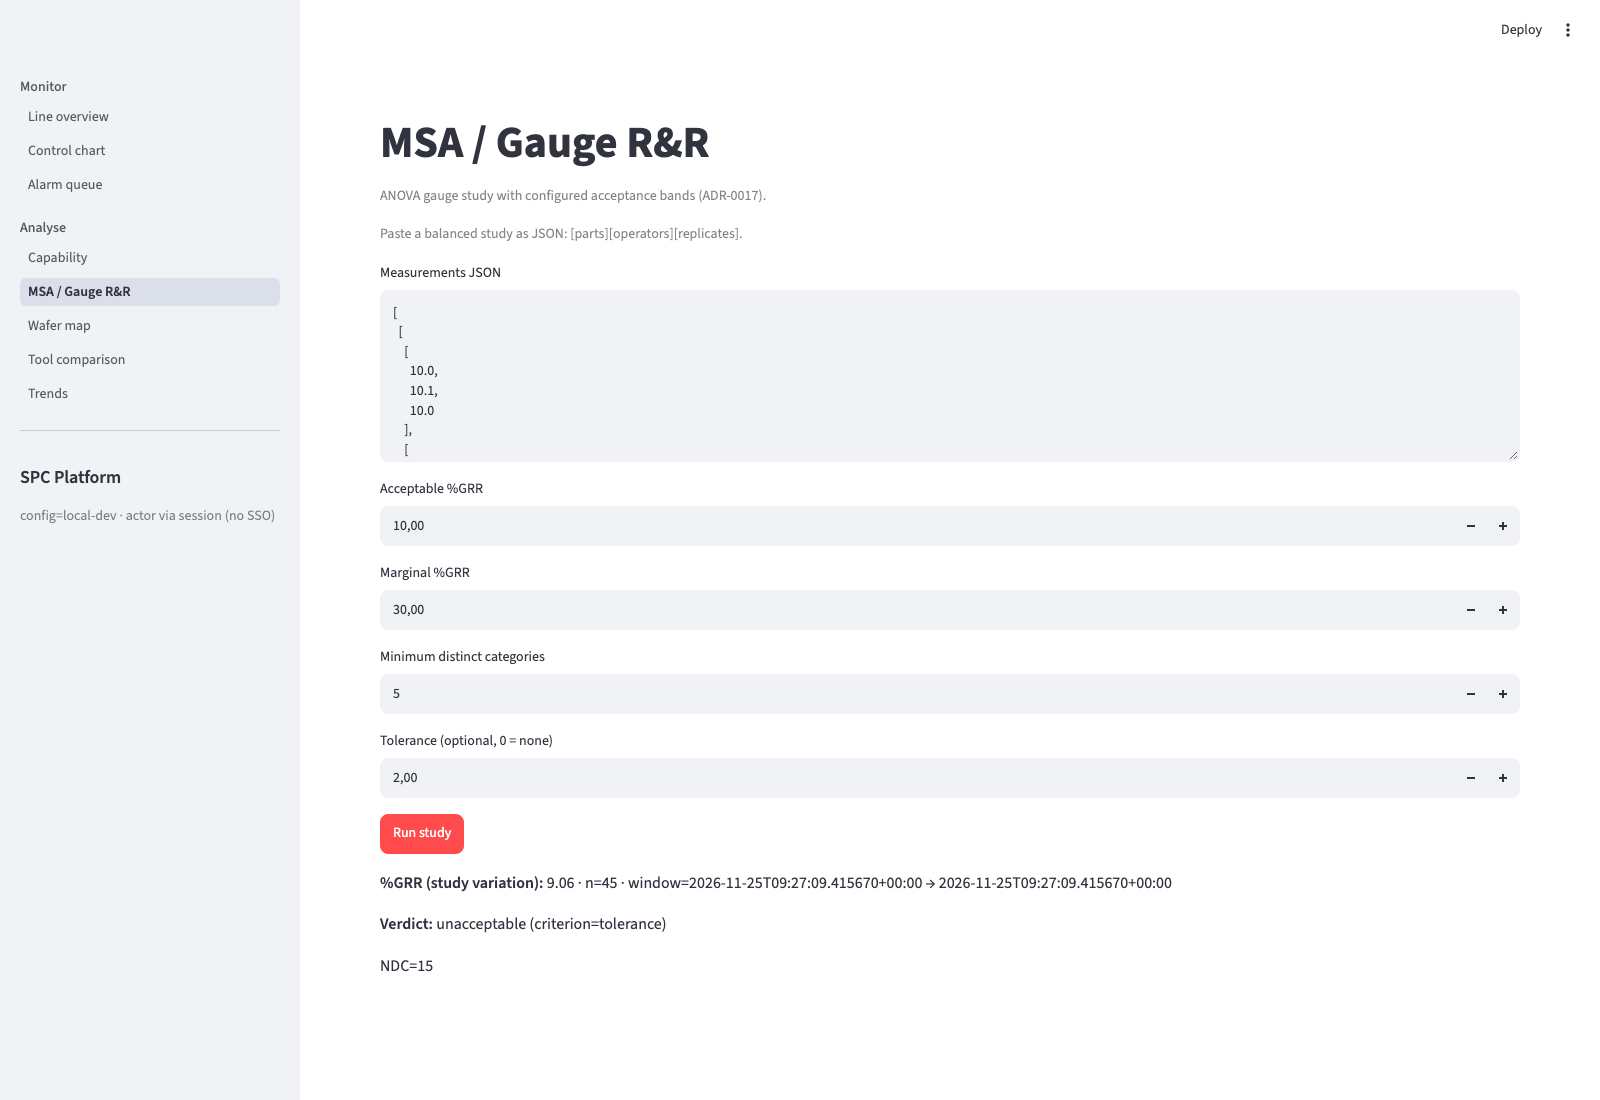 Deploy
Monitor
Line overview
Control chart
Alarm queue
Analyse
Capability
MSA / Gauge R&R
Wafer map
Tool comparison
Trends
SPC Platform
config=local-dev · actor via session (no SSO)
MSA / Gauge R&R
ANOVA gauge study with configured acceptance bands (ADR-0017).
Paste a balanced study as JSON: [parts][operators][replicates].
Measurements JSON
[
[
[
10.0,
10.1,
10.0
],
[
Acceptable %GRR
10,00
Marginal %GRR
30,00
Minimum distinct categories
5
Tolerance (optional, 0 = none)
2,00
Run study
%GRR (study variation): 9.06 · n=45 · window=2026-11-25T09:27:09.415670+00:00 → 2026-11-25T09:27:09.415670+00:00
Verdict: unacceptable (criterion=tolerance)
NDC=15